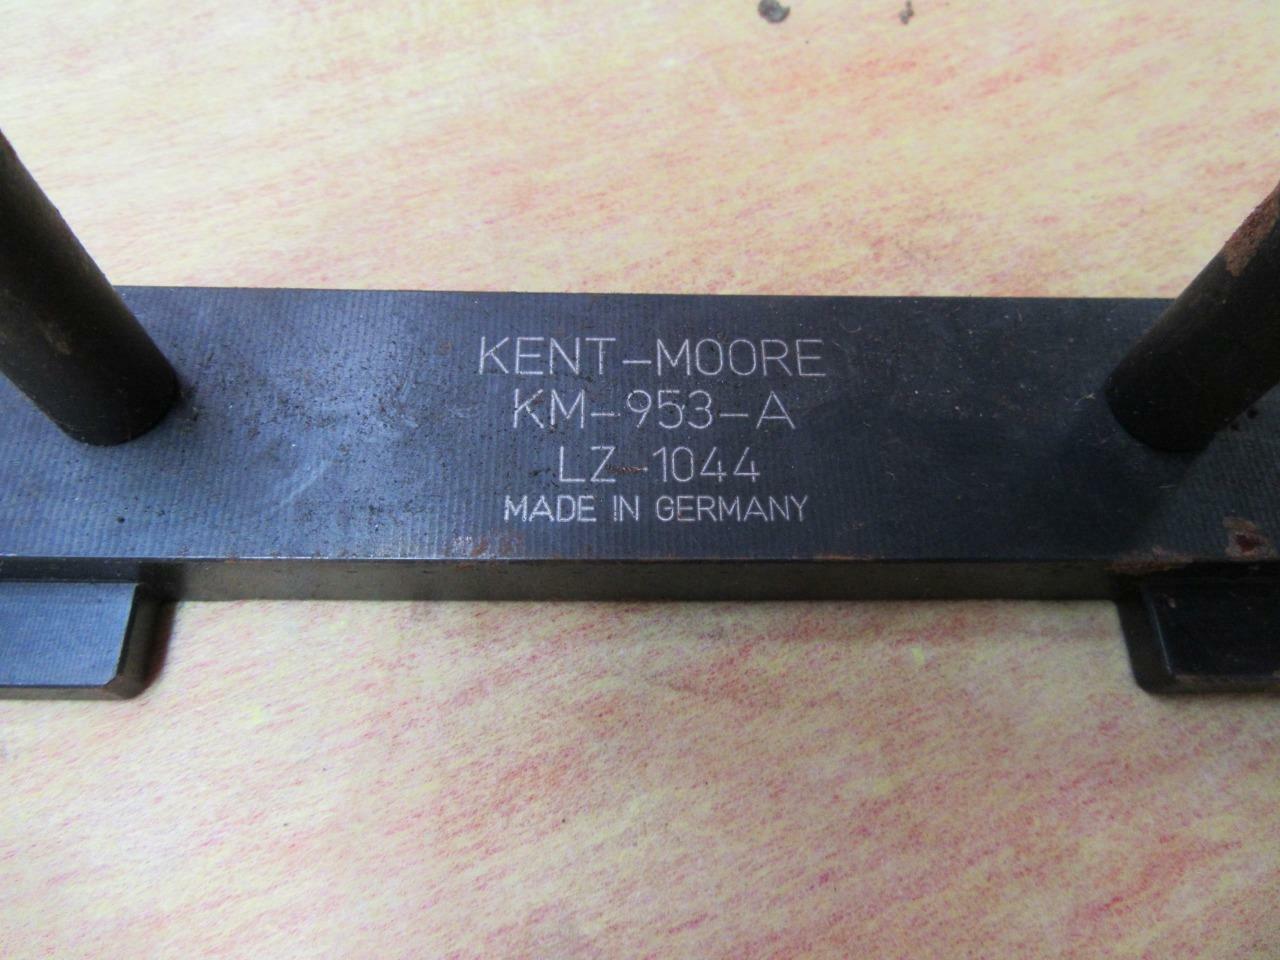 KENT-MOORE
KM-953-A
LZ-1044
MADE IN GERMANY